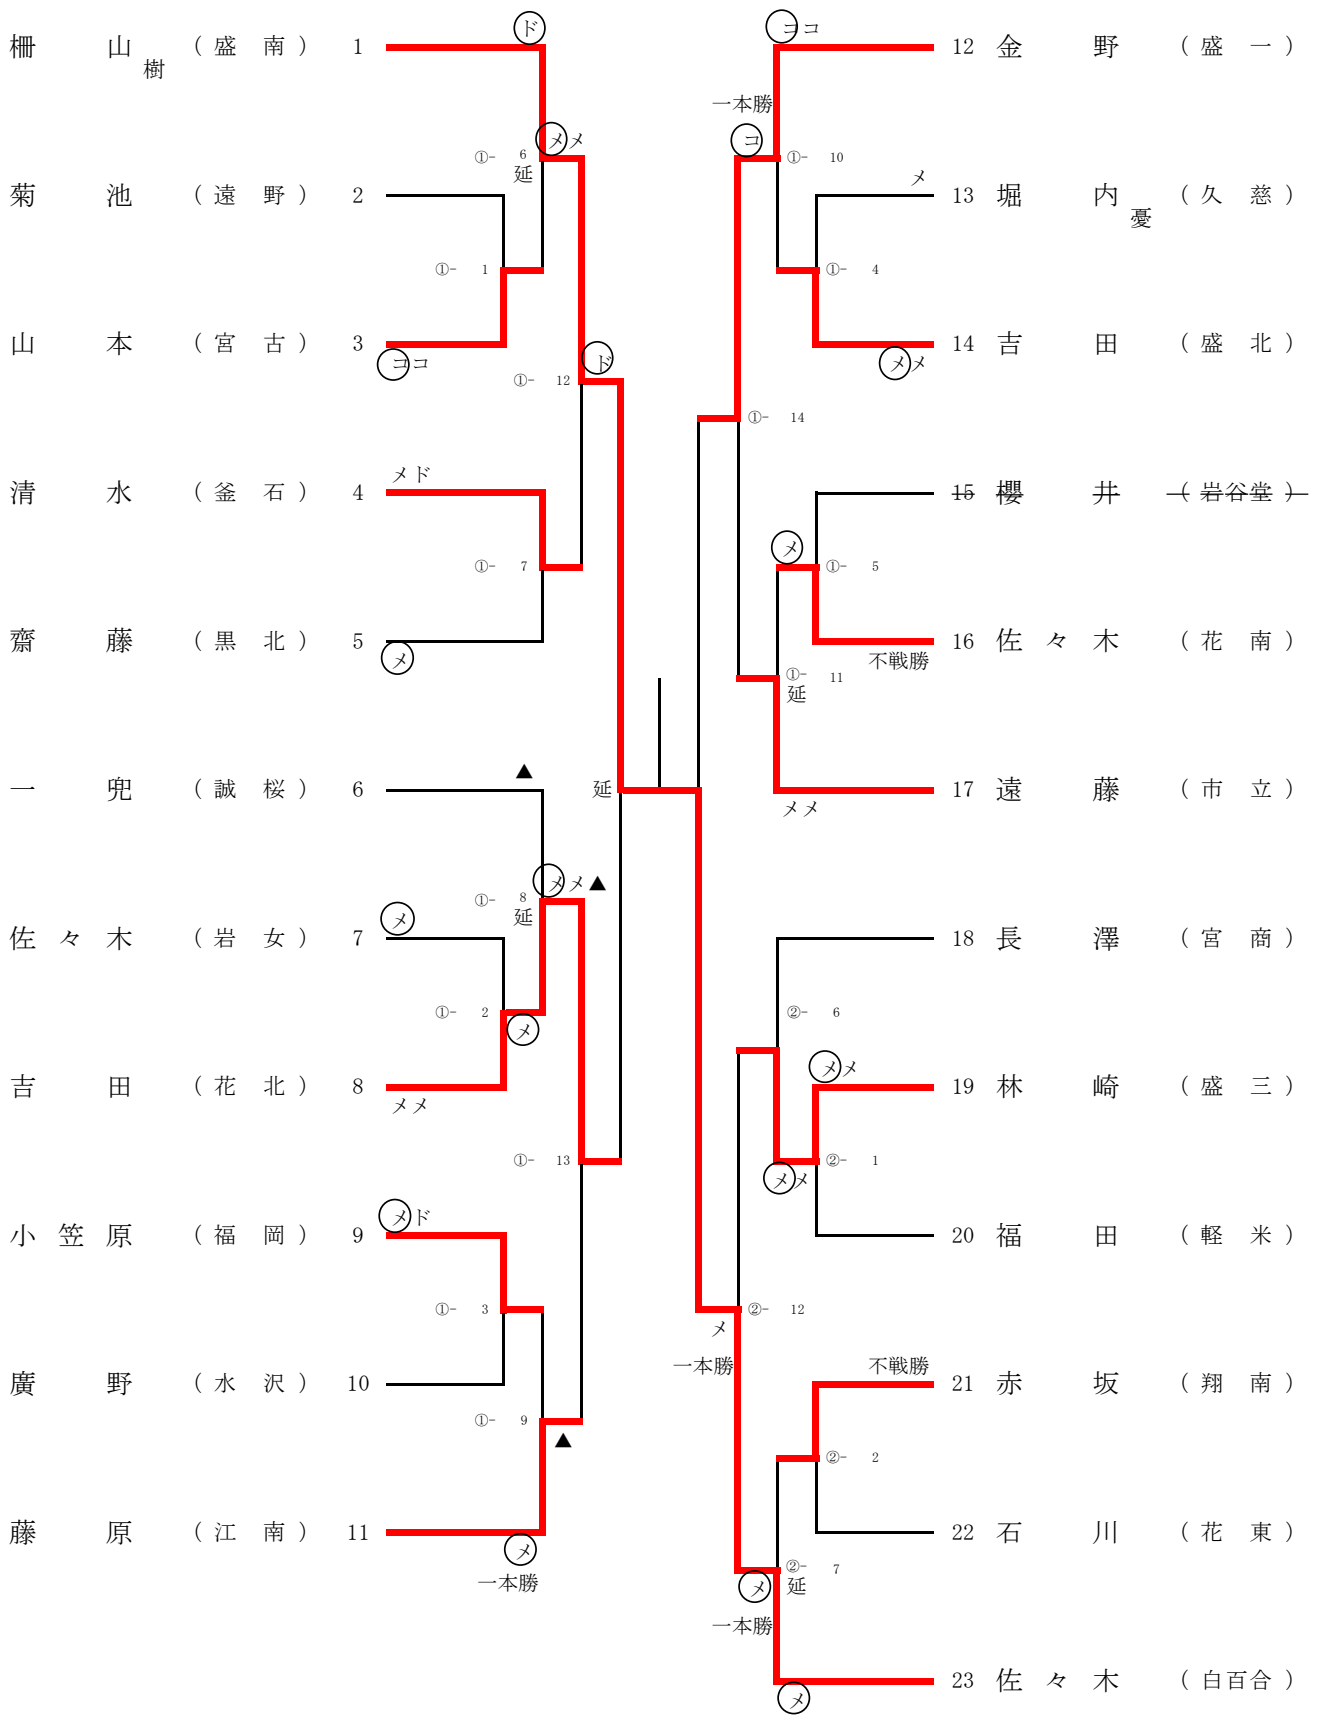 柵山樹 (盛南) 1
ド
①- 6
延
メメ
菊池 (遠野) 2
①- 1
山本 (宮古) 3
ココ
①- 12
ド
清水 (釜石) 4
メド
①- 7
齋藤 (黒北) 5
メ
一兜 (誠桜) 6
▲
延
①- 8
延
メメ▲
佐々木 (岩女) 7
メ
①- 2
メ
吉田 (花北) 8
メメ
①- 13
小笠原 (福岡) 9
メド
①- 3
廣野 (水沢) 10
①- 9
▲
藤原 (江南) 11
メ
一本勝
ココ
12 金野 (盛一)
一本勝
コ
①- 10
メ
13 堀内憂 (久慈)
①- 4
14 吉田 (盛北)
メメ
①- 14
15 櫻井 (岩谷堂)
メ
①- 5
16 佐々木 (花南)
不戦勝
①- 11
延
17 遠藤 (市立)
メメ
18 長澤 (宮商)
②- 6
メメ
19 林崎 (盛三)
②- 1
メメ
20 福田 (軽米)
②- 12
メ
一本勝
不戦勝
21 赤坂 (翔南)
②- 2
22 石川 (花東)
②- 7
延
メ
一本勝
23 佐々木 (白百合)
メ